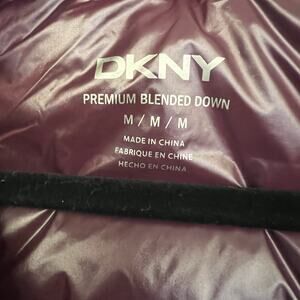 DKNY
PREMIUM BLENDED DOWN
M / M / M
MADE IN CHINA
FABRIQUE EN CHINE
HECHO EN CHINA